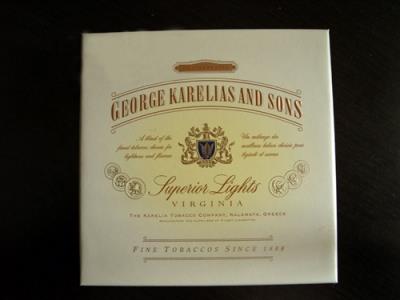 GEORGE KARELIAS AND SONS
A blend of the
finest tobaccos, chosen for
lightness and flavour
Un mélange des
meilleurs tabacs choisis pour
légèreté et arome
Superior Lights
VIRGINIA
THE KARELIA TOBACCO COMPANY, KALAMATA, GREECE
FINE TOBACCOS SINCE 1888